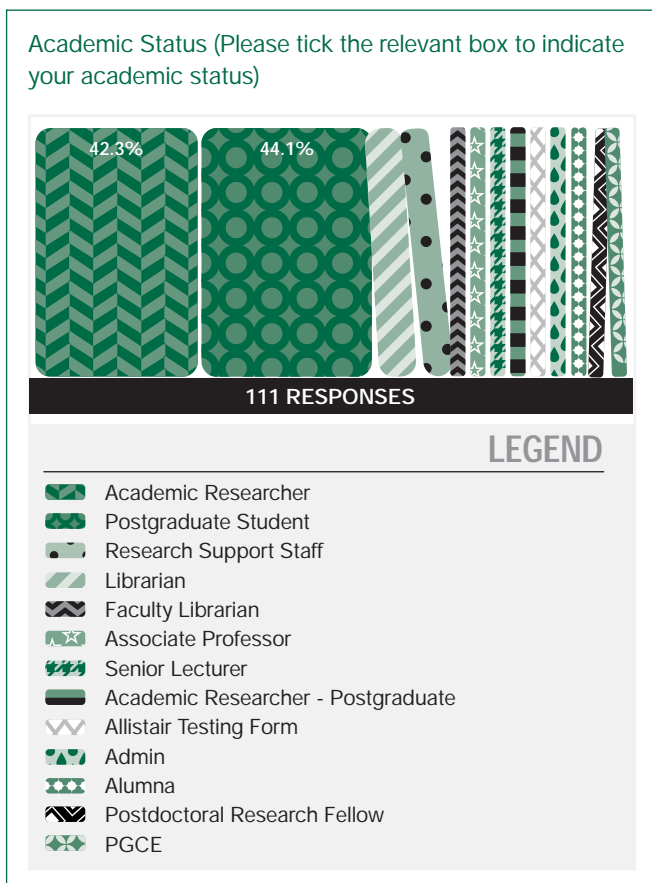 Academic Status (Please tick the relevant box to indicate
your academic status)
42.3%
44.1%
111 RESPONSES
LEGEND
Academic Researcher
Postgraduate Student
Research Support Staff
Librarian
Faculty Librarian
Associate Professor
Senior Lecturer
Academic Researcher - Postgraduate
Allistair Testing Form
Admin
Alumna
Postdoctoral Research Fellow
PGCE